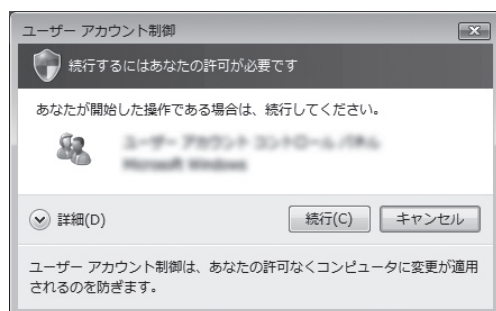 ユーザー アカウント制御
続行するにはあなたの許可が必要です
あなたが開始した操作である場合は、続行してください。
詳細(D)
続行(C)
キャンセル
ユーザー アカウント制御は、あなたの許可なくコンピュータに変更が適用
されるのを防ぎます。